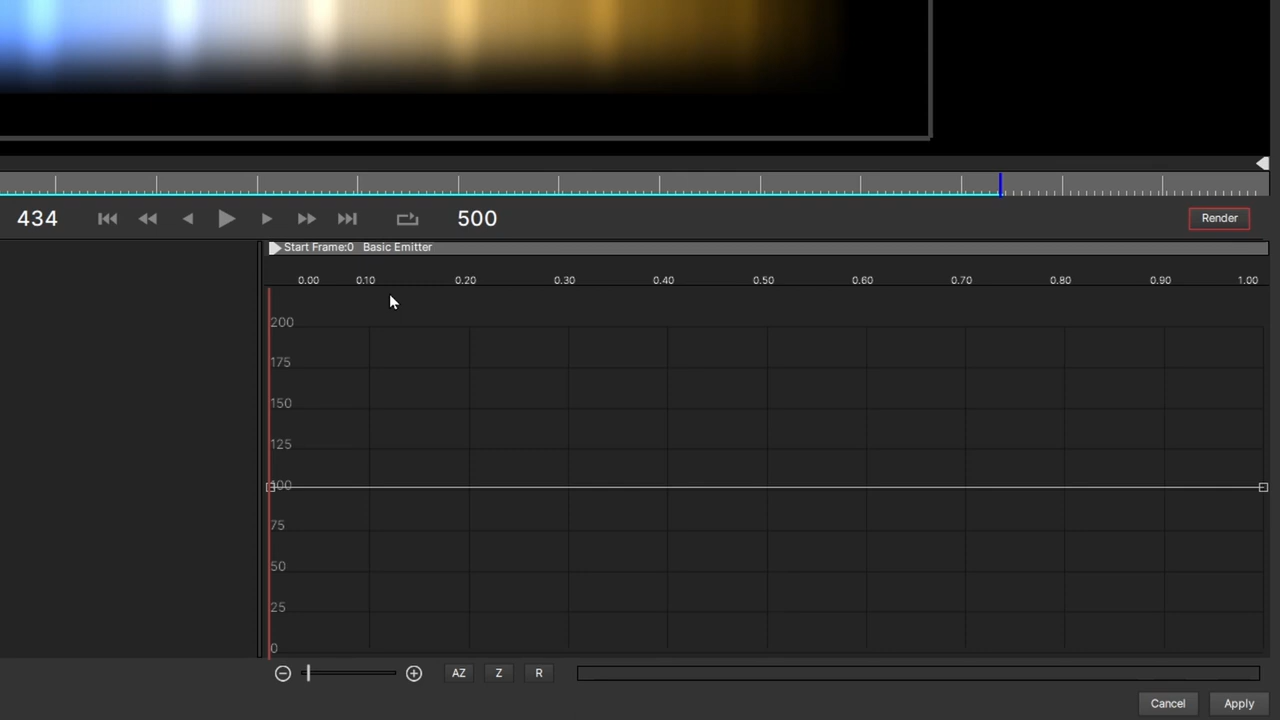 434 500 Render
Start Frame:0 Basic Emitter
0.00 0.10 0.20 0.30 0.40 0.50 0.60 0.70 0.80 0.90 1.00
200
175
150
125
100
75
50
25
0
AZ Z R
Cancel Apply